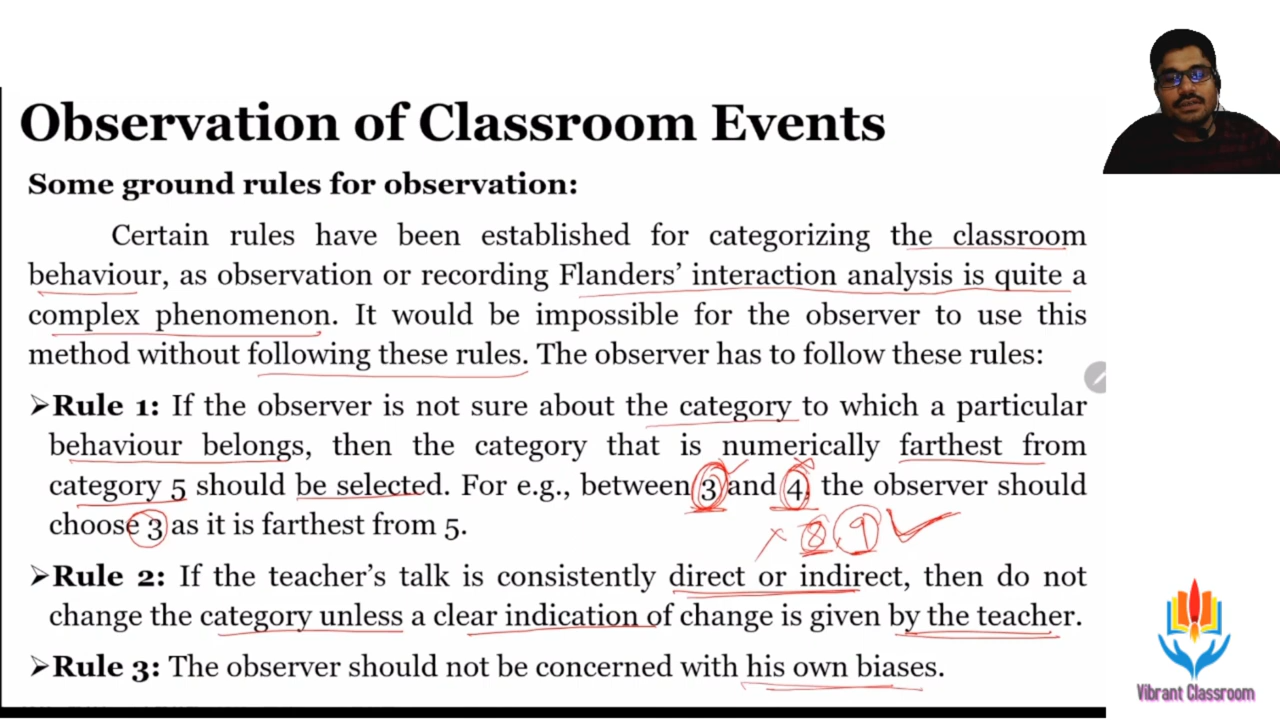 Observation of Classroom Events
Some ground rules for observation:
Certain rules have been established for categorizing the classroom
behaviour, as observation or recording Flanders' interaction analysis is quite a
complex phenomenon. It would be impossible for the observer to use this
method without following these rules. The observer has to follow these rules:
➤Rule 1: If the observer is not sure about the category to which a particular
behaviour belongs, then the category that is numerically farthest from
category 5 should be selected. For e.g., between 3 and 4, the observer should
choose 3 as it is farthest from 5.
8 9
➤Rule 2: If the teacher's talk is consistently direct or indirect, then do not
change the category unless a clear indication of change is given by the teacher.
➤Rule 3: The observer should not be concerned with his own biases.
Vibrant Classroom